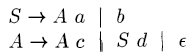 S → A a | b
A → A c | S d | ϵ